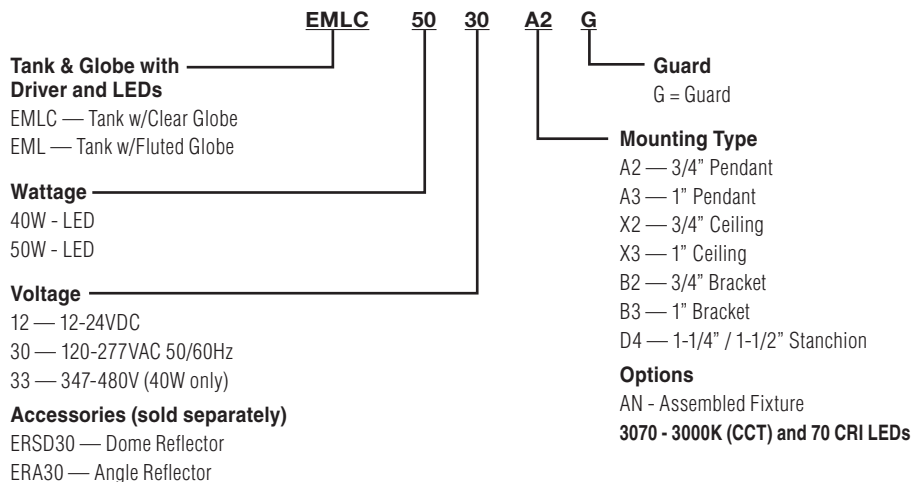 EMLC 50 30 A2 G
Tank & Globe with
Driver and LEDs
EMLC — Tank w/Clear Globe
EML — Tank w/Fluted Globe
Wattage
40W - LED
50W - LED
Voltage
12 — 12-24VDC
30 — 120-277VAC 50/60Hz
33 — 347-480V (40W only)
Accessories (sold separately)
ERSD30 — Dome Reflector
ERA30 — Angle Reflector
Guard
G = Guard
Mounting Type
A2 — 3/4” Pendant
A3 — 1” Pendant
X2 — 3/4” Ceiling
X3 — 1” Ceiling
B2 — 3/4” Bracket
B3 — 1” Bracket
D4 — 1-1/4” / 1-1/2” Stanchion
Options
AN - Assembled Fixture
3070 - 3000K (CCT) and 70 CRI LEDs